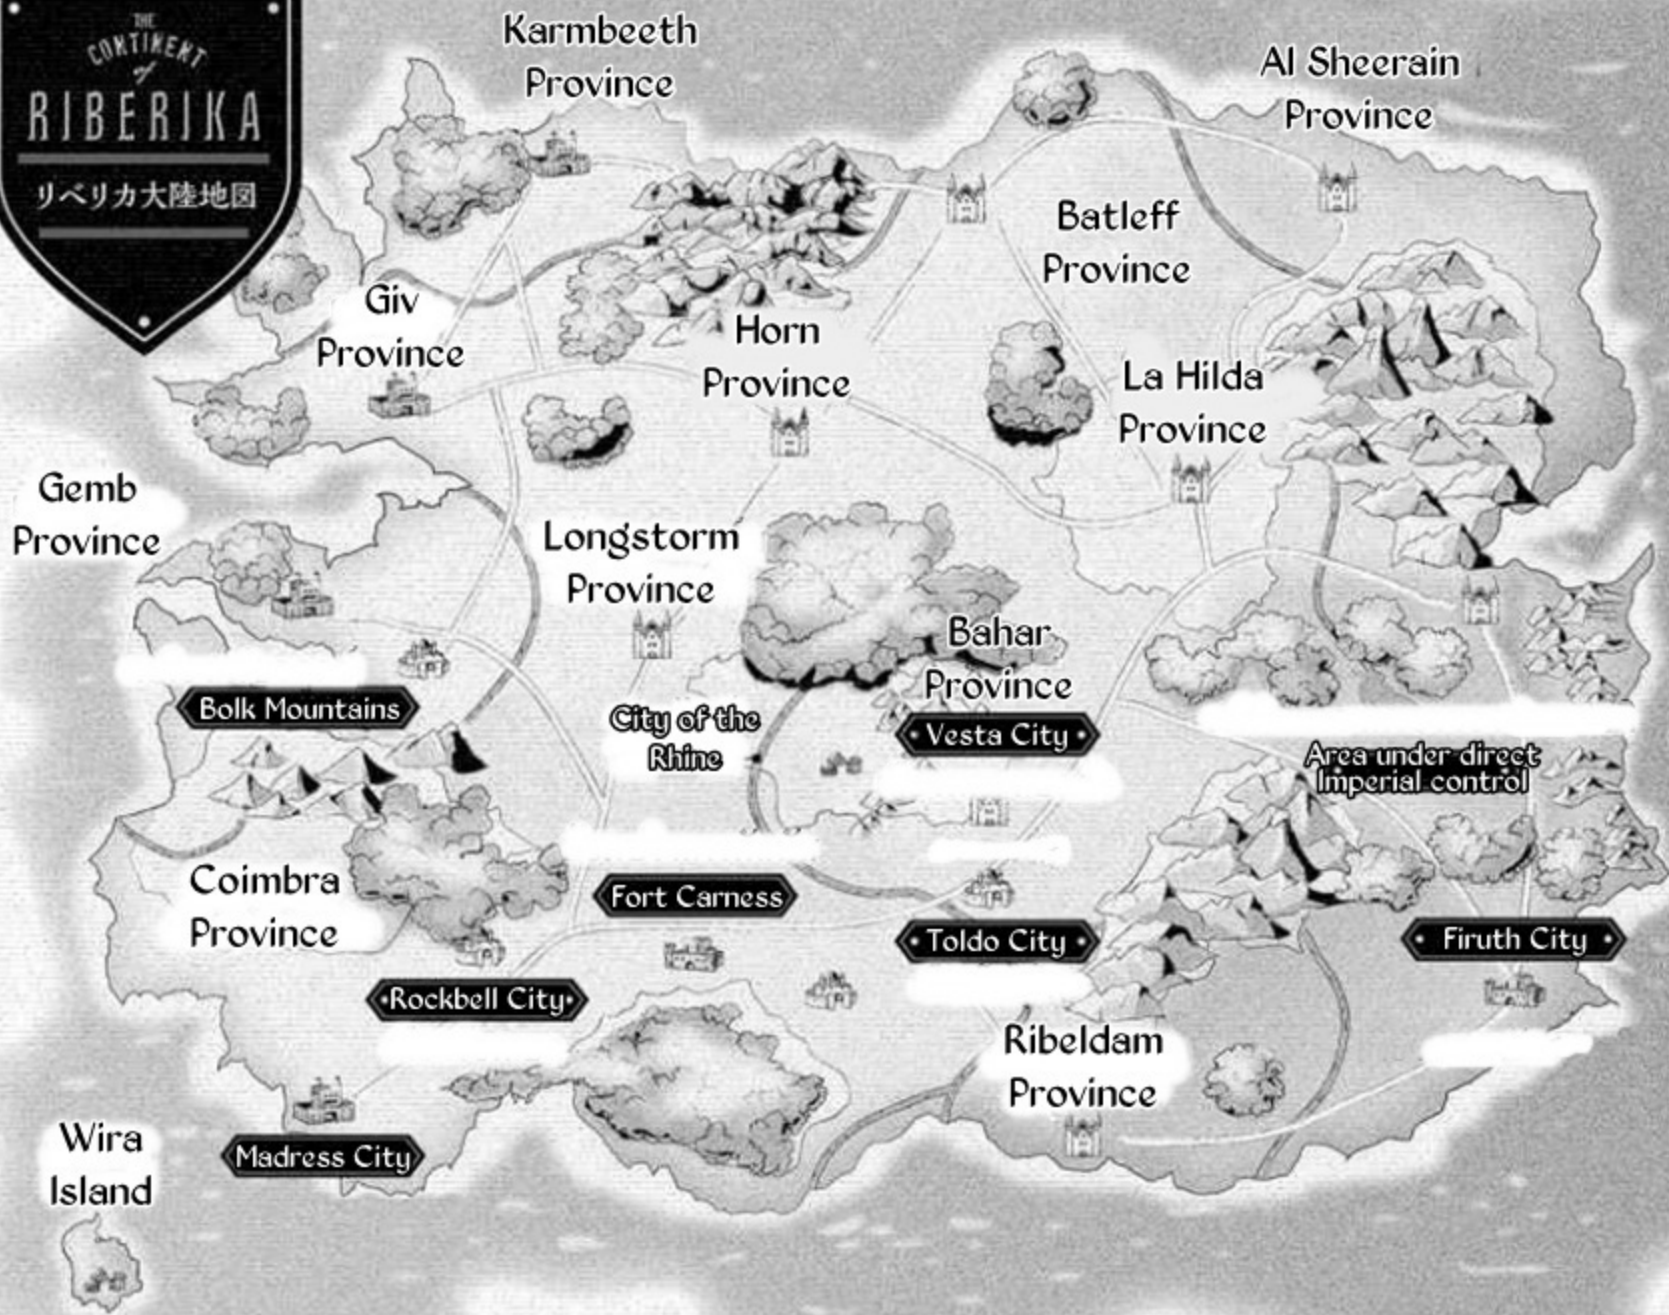 THE
CONTINENT
of
RIBERIKA
リベリカ大陸地図
Karmbeeth
Province
Al Sheerain
Province
Batleff
Province
Giv
Province
Horn
Province
La Hilda
Province
Gemb
Province
Longstorm
Province
Bahar
Province
Bolk Mountains
City of the
Rhine
Vesta City
Area under direct
Imperial control
Coimbra
Province
Fort Carness
Toldo City
Firuth City
Rockbell City
Ribeldam
Province
Madress City
Wira
Island